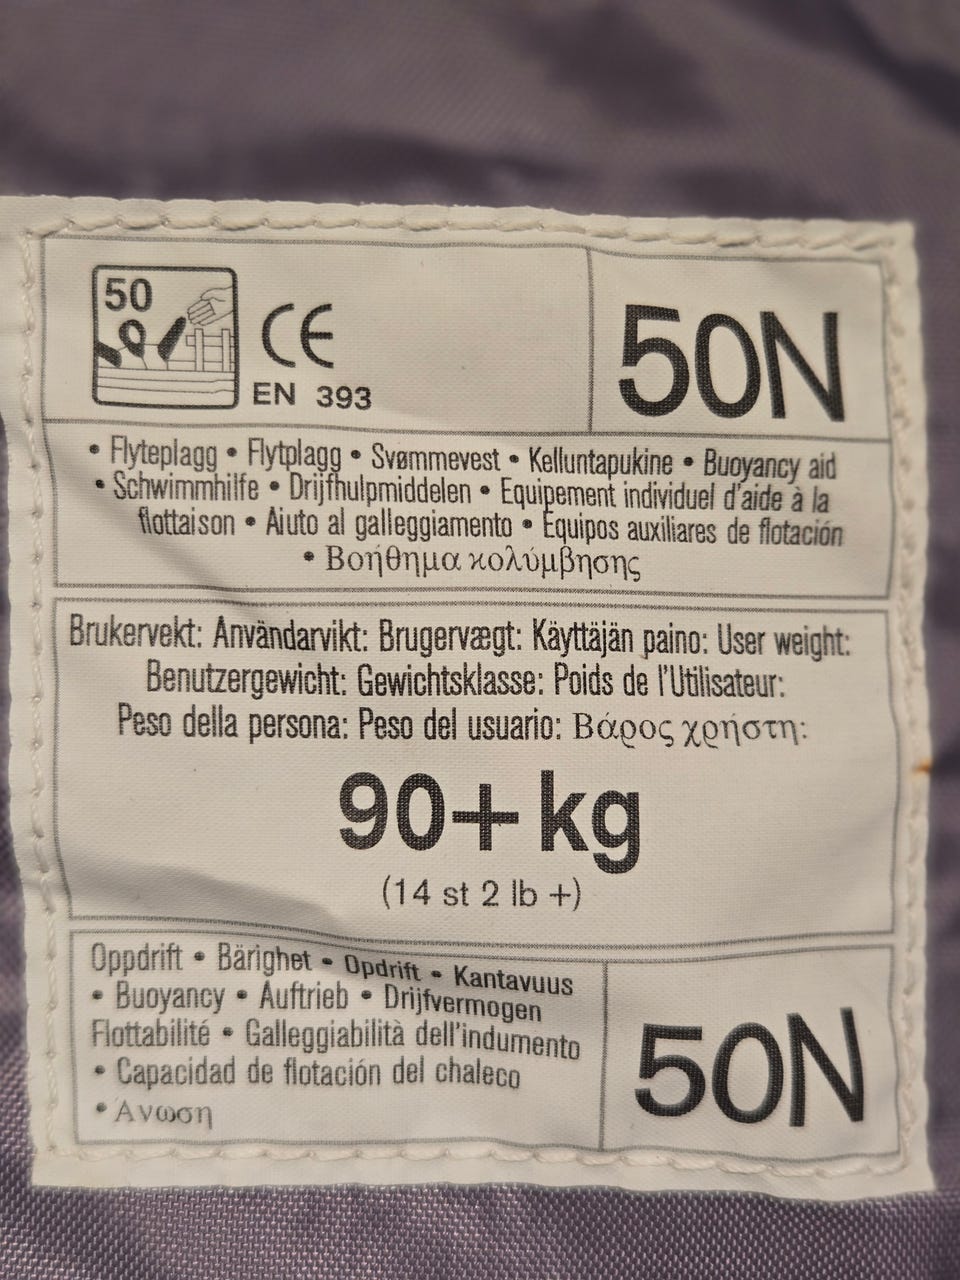 50
CE
EN 393
50N
• Flyteplagg • Flytplagg • Svømmevest • Kelluntapukine • Buoyancy aid
• Schwimmhilfe • Drijfhulpmiddelen • Equipement individuel d'aide à la
flottaison • Aiuto al galleggiamento • Equipos auxiliares de flotación
• Βοήθημα κολύμβησης
Brukervekt: Användarvikt: Brugervægt: Käyttäjän paino: User weight:
Benutzergewicht: Gewichtsklasse: Poids de l'Utilisateur:
Peso della persona: Peso del usuario: Βάρος χρήστη:
90+ kg
(14 st 2 lb +)
Oppdrift • Bärighet • Opdrift • Kantavuus
• Buoyancy • Auftrieb • Drijfvermogen
Flottabilité • Galleggiabilità dell'indumento
• Capacidad de flotación del chaleco
• Άνωση
50N